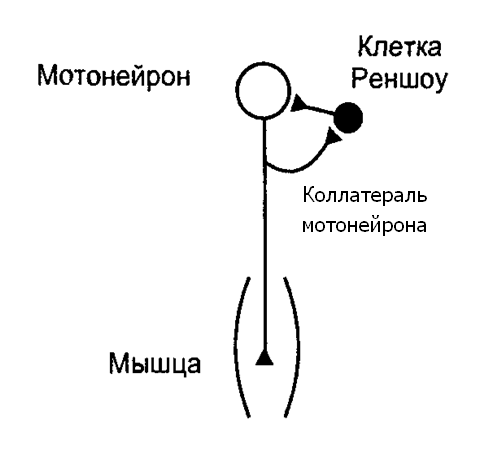 Клетка
Реншоу
Мотонейрон
Коллатераль
мотонейрона
Мышца